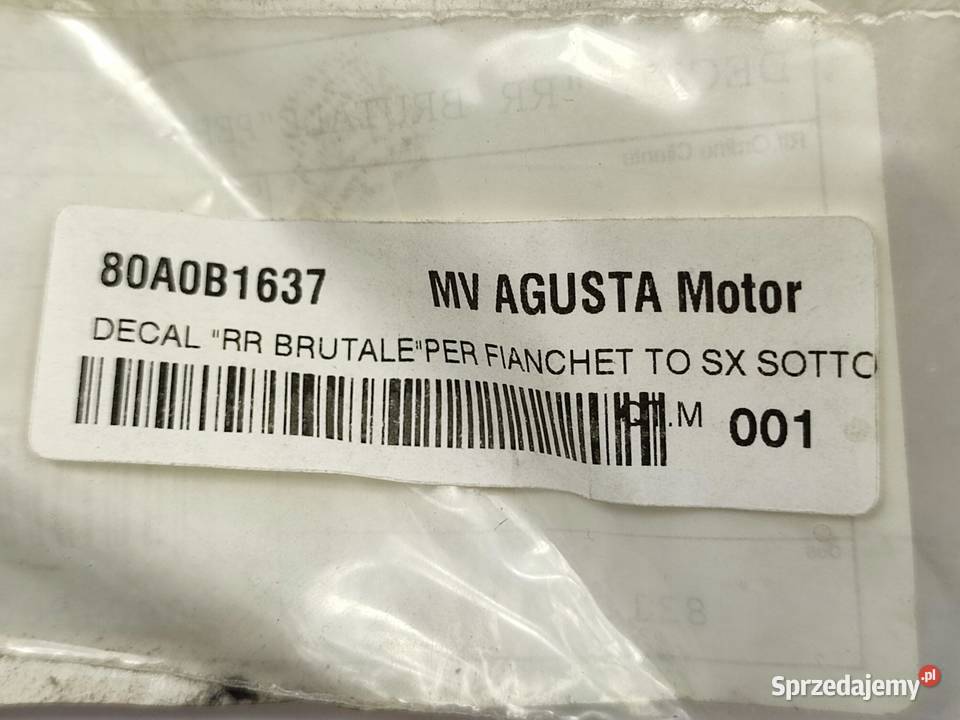 80A0B1637 MV AGUSTA Motor
DECAL "RR BRUTALE"PER FIANCHET TO SX SOTTO
.M 001
Sprzedajemy.pl